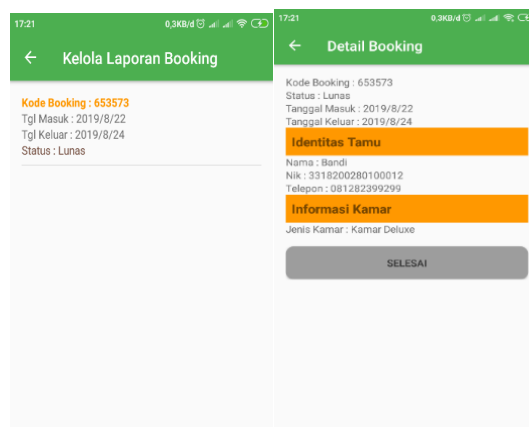 17:21
0,3KB/d
Kelola Laporan Booking
Kode Booking : 653573
Tgl Masuk : 2019/8/22
Tgl Keluar : 2019/8/24
Status : Lunas
17:21
0,3KB/d
Detail Booking
Kode Booking : 653573
Status : Lunas
Tanggal Masuk : 2019/8/22
Tanggal Keluar : 2019/8/24
Identitas Tamu
Nama : Bandi
Nik : 3318200280100012
Telepon : 081282399299
Informasi Kamar
Jenis Kamar : Kamar Deluxe
SELESAI